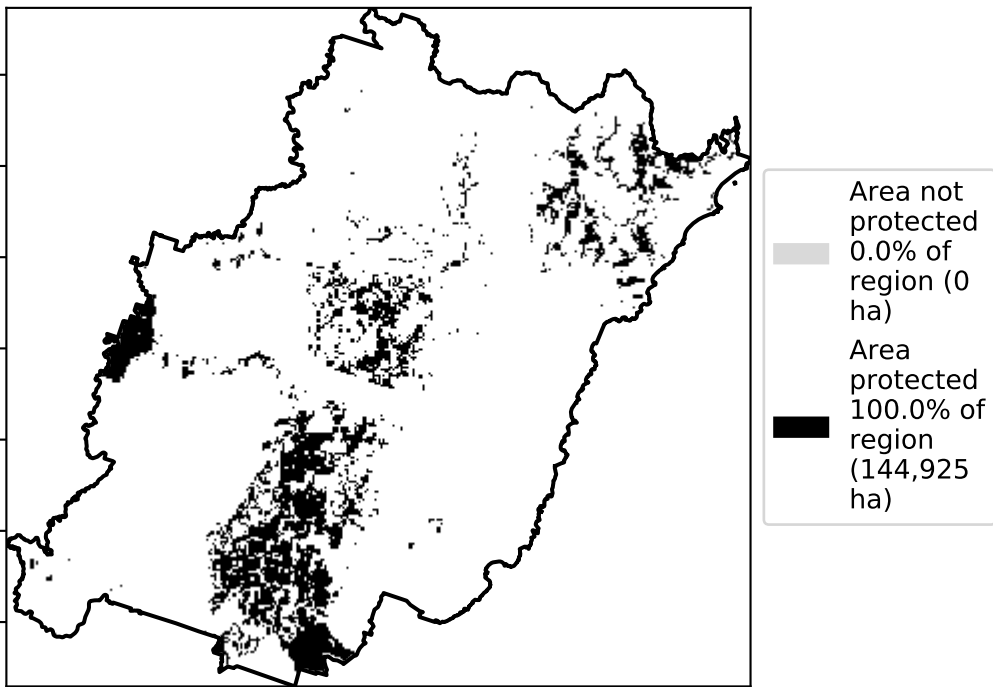 Area not
protected
0.0% of
region (0
ha)
Area
protected
100.0% of
region
(144,925
ha)